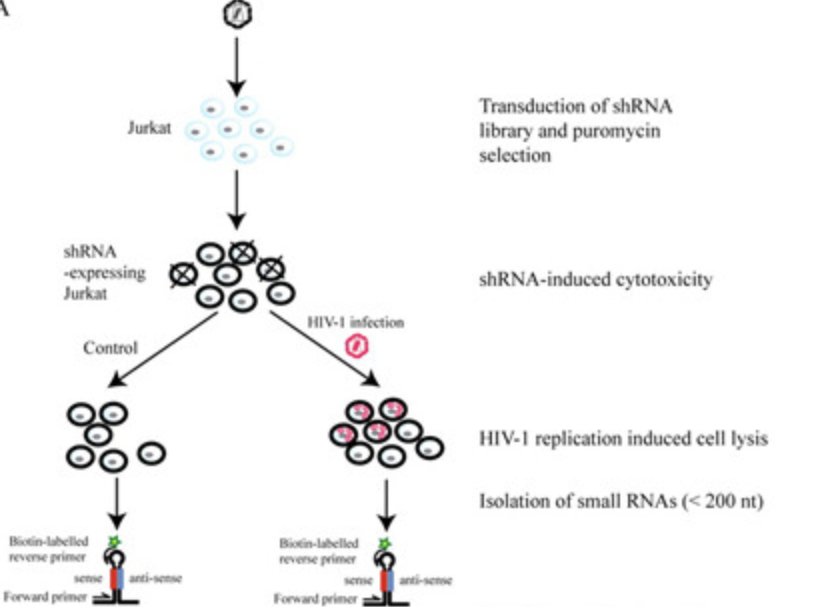 A
Jurkat
Transduction of shRNA
library and puromycin
selection
shRNA
-expressing
Jurkat
shRNA-induced cytotoxicity
HIV-1 infection
Control
HIV-1 replication induced cell lysis
Isolation of small RNAs (< 200 nt)
Biotin-labelled
reverse primer
sense anti-sense
Forward primer
Biotin-labelled
reverse primer
sense anti-sense
Forward primer